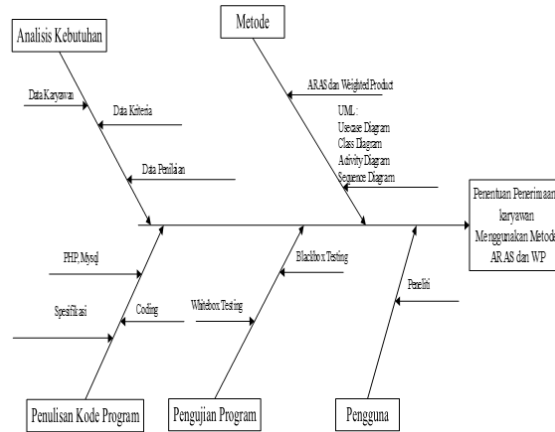 Analisis Kebutuhan
Metode
Data Karyawan
Data Kriteria
Data Penilaian
ARAS dan Weighted Product
UML :
Usecase Diagram
Class Diagram
Activity Diagram
Sequence Diagram
Penentuan Penerimaan
karyawan
Menggunakan Metode
ARAS dan WP
PHP, Mysql
Spesifikasi
Coding
Blackbox Testing
Whitebox Testing
Peneliti
Penulisan Kode Program
Pengujian Program
Pengguna